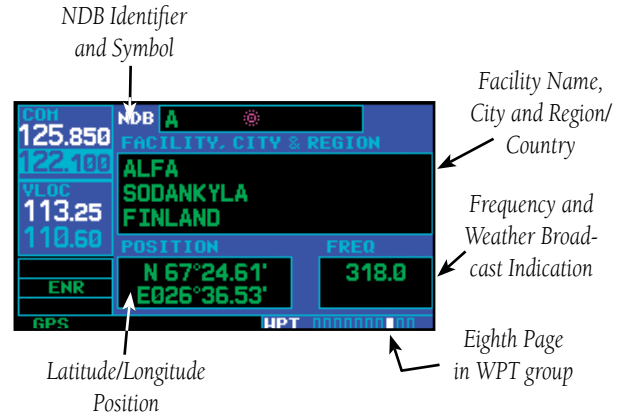 NDB Identifier
and Symbol
Facility Name,
City and Region/
Country
COM
125.850
122.100
VLOC
113.25
110.60
ENR
GPS
NDB A
FACILITY, CITY & REGION
ALFA
SODANKYLA
FINLAND
POSITION
N 67°24.61'
E026°36.53'
FREQ
318.0
WPT
Frequency and
Weather Broad-
cast Indication
Latitude/Longitude
Position
Eighth Page
in WPT group